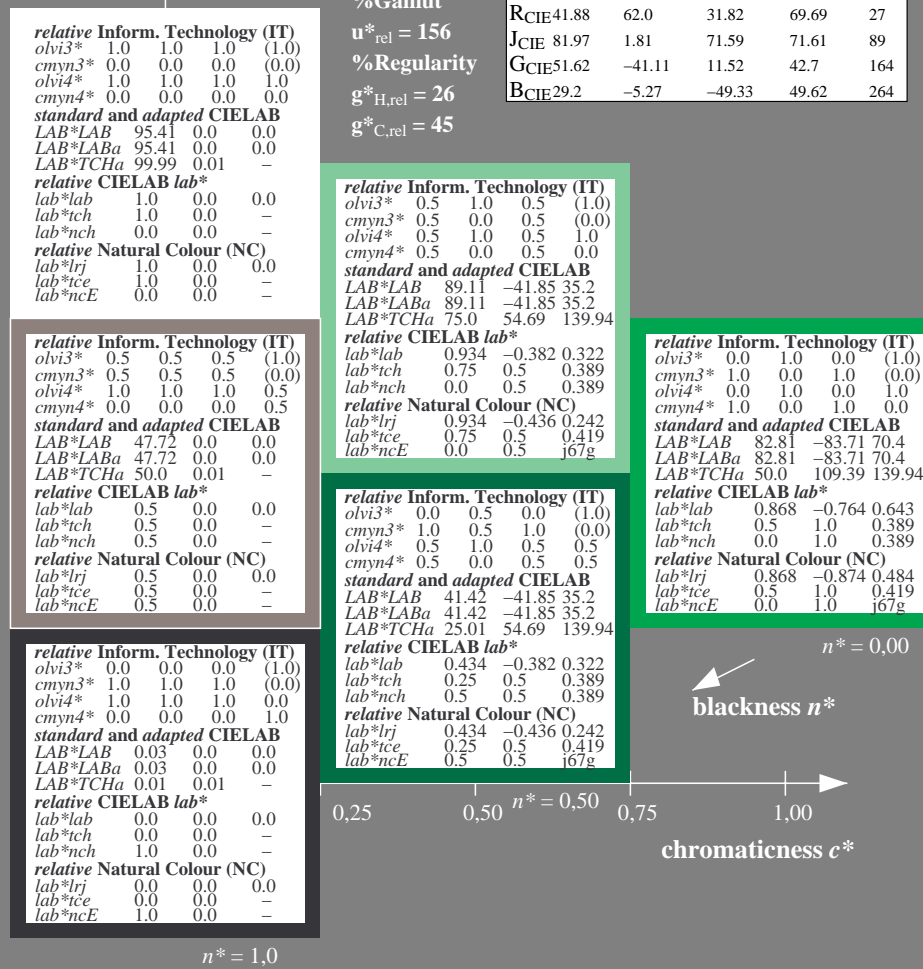 %Gamut
u*rel = 156
%Regularity
g*H,rel = 26
g*C,rel = 45
RCIE 41.88 62.0 31.82 69.69 27
JCIE 81.97 1.81 71.59 71.61 89
GCIE 51.62 −41.11 11.52 42.7 164
BCIE 29.2 −5.27 −49.33 49.62 264
relative Inform. Technology (IT)
olvi3* 1.0 1.0 1.0 (1.0)
cmyn3* 0.0 0.0 0.0 (0.0)
olvi4* 1.0 1.0 1.0 1.0
cmyn4* 0.0 0.0 0.0 0.0
standard and adapted CIELAB
LAB*LAB 95.41 0.0 0.0
LAB*LABa 95.41 0.0 0.0
LAB*TCHa 99.99 0.01 –
relative CIELAB lab*
lab*lab 1.0 0.0 0.0
lab*tch 1.0 0.0 –
lab*nch 0.0 0.0 –
relative Natural Colour (NC)
lab*lrj 1.0 0.0 0.0
lab*tce 1.0 0.0 –
lab*ncE 0.0 0.0 –
relative Inform. Technology (IT)
olvi3* 0.5 1.0 0.5 (1.0)
cmyn3* 0.5 0.0 0.5 (0.0)
olvi4* 0.5 1.0 0.5 1.0
cmyn4* 0.5 0.0 0.5 0.0
standard and adapted CIELAB
LAB*LAB 89.11 −41.85 35.2
LAB*LABa 89.11 −41.85 35.2
LAB*TCHa 75.0 54.69 139.94
relative CIELAB lab*
lab*lab 0.934 −0.382 0.322
lab*tch 0.75 0.5 0.389
lab*nch 0.0 0.5 0.389
relative Natural Colour (NC)
lab*lrj 0.934 −0.436 0.242
lab*tce 0.75 0.5 0.419
lab*ncE 0.0 0.5 j67g
relative Inform. Technology (IT)
olvi3* 0.5 0.5 0.5 (1.0)
cmyn3* 0.5 0.5 0.5 (0.0)
olvi4* 1.0 1.0 1.0 0.5
cmyn4* 0.0 0.0 0.0 0.5
standard and adapted CIELAB
LAB*LAB 47.72 0.0 0.0
LAB*LABa 47.72 0.0 0.0
LAB*TCHa 50.0 0.01 –
relative CIELAB lab*
lab*lab 0.5 0.0 0.0
lab*tch 0.5 0.0 –
lab*nch 0.5 0.0 –
relative Natural Colour (NC)
lab*lrj 0.5 0.0 0.0
lab*tce 0.5 0.0 –
lab*ncE 0.5 0.0 –
relative Inform. Technology (IT)
olvi3* 0.0 1.0 0.0 (1.0)
cmyn3* 1.0 0.0 1.0 (0.0)
olvi4* 0.0 1.0 0.0 1.0
cmyn4* 1.0 0.0 1.0 0.0
standard and adapted CIELAB
LAB*LAB 82.81 −83.71 70.4
LAB*LABa 82.81 −83.71 70.4
LAB*TCHa 50.0 109.39 139.94
relative CIELAB lab*
lab*lab 0.868 −0.764 0.643
lab*tch 0.5 1.0 0.389
lab*nch 0.0 1.0 0.389
relative Natural Colour (NC)
lab*lrj 0.868 −0.874 0.484
lab*tce 0.5 1.0 0.419
lab*ncE 0.0 1.0 j67g
relative Inform. Technology (IT)
olvi3* 0.0 0.5 0.0 (1.0)
cmyn3* 1.0 0.5 1.0 (0.0)
olvi4* 0.5 1.0 0.5 0.5
cmyn4* 0.5 0.0 0.5 0.5
standard and adapted CIELAB
LAB*LAB 41.42 −41.85 35.2
LAB*LABa 41.42 −41.85 35.2
LAB*TCHa 25.01 54.69 139.94
relative CIELAB lab*
lab*lab 0.434 −0.382 0.322
lab*tch 0.25 0.5 0.389
lab*nch 0.5 0.5 0.389
relative Natural Colour (NC)
lab*lrj 0.434 −0.436 0.242
lab*tce 0.25 0.5 0.419
lab*ncE 0.5 0.5 j67g
n* = 0,00
blackness n*
relative Inform. Technology (IT)
olvi3* 0.0 0.0 0.0 (1.0)
cmyn3* 1.0 1.0 1.0 (0.0)
olvi4* 1.0 1.0 1.0 0.0
cmyn4* 0.0 0.0 0.0 1.0
standard and adapted CIELAB
LAB*LAB 0.03 0.0 0.0
LAB*LABa 0.03 0.0 0.0
LAB*TCHa 0.01 0.01 –
relative CIELAB lab*
lab*lab 0.0 0.0 0.0
lab*tch 0.0 0.0 –
lab*nch 1.0 0.0 –
relative Natural Colour (NC)
lab*lrj 0.0 0.0 0.0
lab*tce 0.0 0.0 –
lab*ncE 1.0 0.0 –
0,25 0,50 n* = 0,50 0,75 1,00
chromaticness c*
n* = 1,0